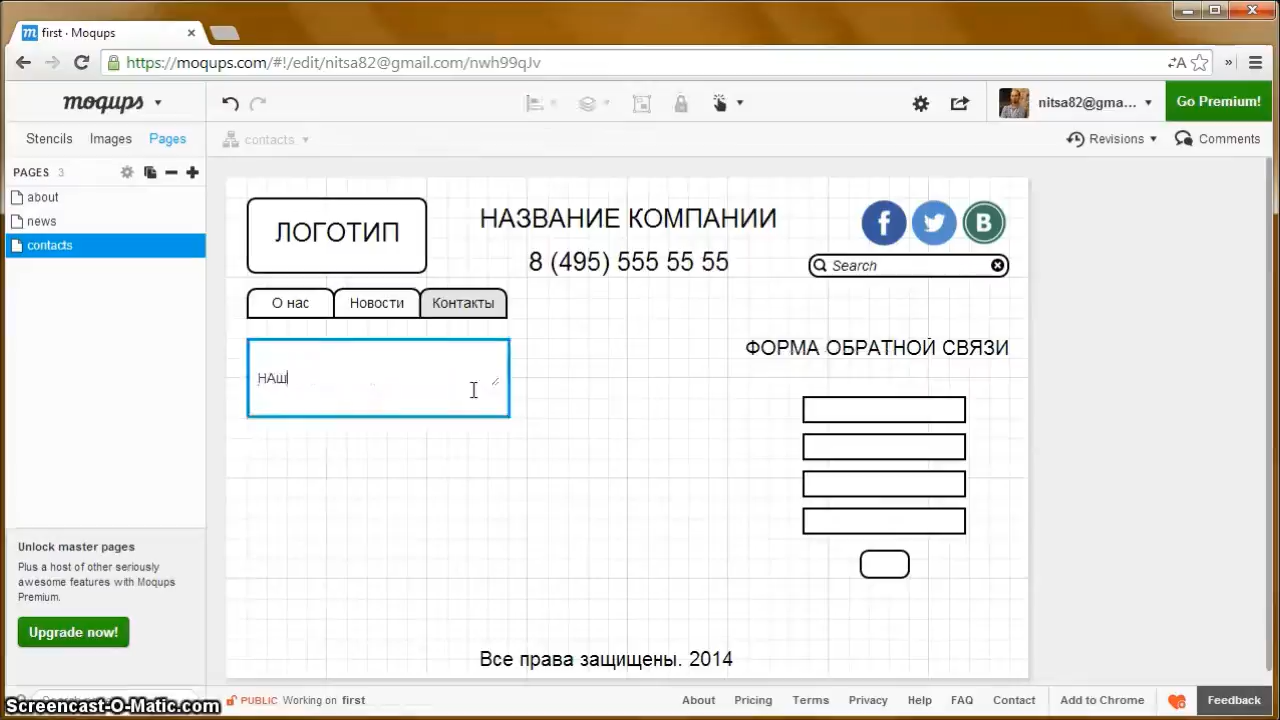 first · Moqups
https://moqups.com/#!/edit/nitsa82@gmail.com/nwh99qJv
moqups
nitsa82@gma...
Go Premium!
Stencils Images Pages
contacts
Revisions Comments
PAGES 3
about
news
contacts
ЛОГОТИП
НАЗВАНИЕ КОМПАНИИ
8 (495) 555 55 55
f
B
Search
О нас Новости Контакты
ФОРМА ОБРАТНОЙ СВЯЗИ
НАш
Unlock master pages
Plus a host of other seriously
awesome features with Moqups
Premium.
Upgrade now!
Все права защищены. 2014
PUBLIC Working on first
About Pricing Terms Privacy Help FAQ Contact Add to Chrome Feedback
Screencast-O-Matic.com